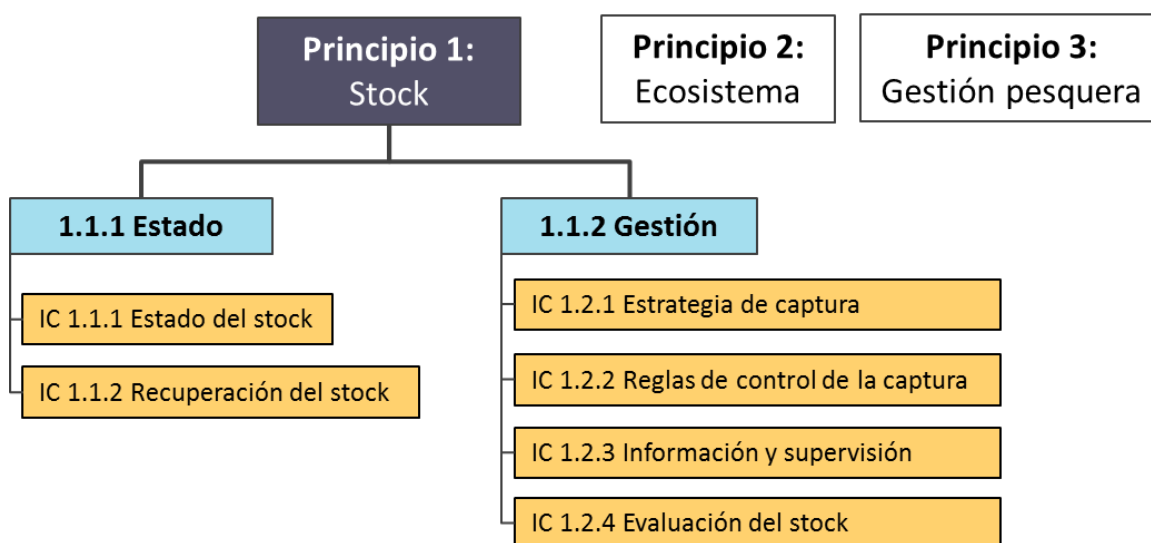 Principio 1:
Stock
Principio 2:
Ecosistema
Principio 3:
Gestión pesquera
1.1.1 Estado
IC 1.1.1 Estado del stock
IC 1.1.2 Recuperación del stock
1.1.2 Gestión
IC 1.2.1 Estrategia de captura
IC 1.2.2 Reglas de control de la captura
IC 1.2.3 Información y supervisión
IC 1.2.4 Evaluación del stock